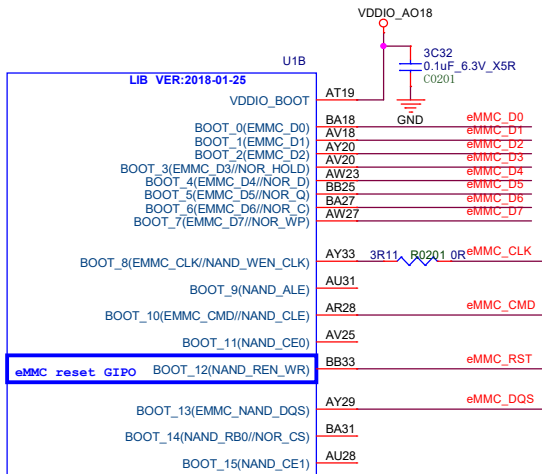 VDDIO_AO18
U1B
3C32
0.1uF_6.3V_X5R
C0201
LIB VER:2018-01-25
VDDIO_BOOT AT19
GND
BOOT_0(EMMC_D0) BA18 eMMC_D0
BOOT_1(EMMC_D1) AV18 eMMC_D1
BOOT_2(EMMC_D2) AY20 eMMC_D2
BOOT_3(EMMC_D3//NOR_HOLD) AV20 eMMC_D3
BOOT_4(EMMC_D4//NOR_D) AW23 eMMC_D4
BOOT_5(EMMC_D5//NOR_Q) BB25 eMMC_D5
BOOT_6(EMMC_D6//NOR_C) BA27 eMMC_D6
BOOT_7(EMMC_D7//NOR_WP) AW27 eMMC_D7
BOOT_8(EMMC_CLK//NAND_WEN_CLK) AY33 3R11 R0201 0R eMMC_CLK
BOOT_9(NAND_ALE) AU31
BOOT_10(EMMC_CMD//NAND_CLE) AR28 eMMC_CMD
BOOT_11(NAND_CE0) AV25
eMMC reset GIPO BOOT_12(NAND_REN_WR) BB33 eMMC_RST
BOOT_13(EMMC_NAND_DQS) AY29 eMMC_DQS
BOOT_14(NAND_RB0//NOR_CS) BA31
BOOT_15(NAND_CE1) AU28